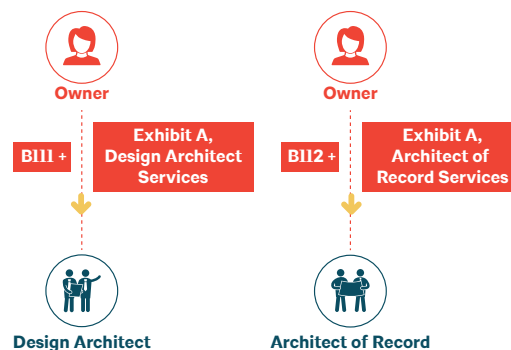 Owner
B111 +
Exhibit A,
Design Architect
Services
Design Architect
Owner
B112 +
Exhibit A,
Architect of
Record Services
Architect of Record